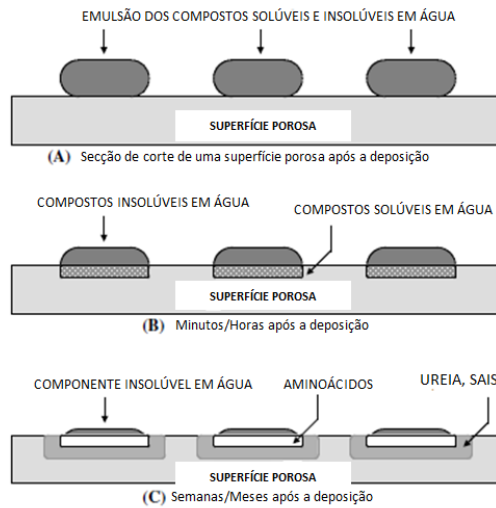 EMULSÃO DOS COMPOSTOS SOLÚVEIS E INSOLÚVEIS EM ÁGUA
SUPERFÍCIE POROSA
(A) Secção de corte de uma superfície porosa após a deposição
COMPOSTOS INSOLÚVEIS EM ÁGUA
COMPOSTOS SOLÚVEIS EM ÁGUA
SUPERFÍCIE POROSA
(B) Minutos/Horas após a deposição
COMPONENTE INSOLÚVEL EM ÁGUA AMINOÁCIDOS UREIA, SAIS
SUPERFÍCIE POROSA
(C) Semanas/Meses após a deposição